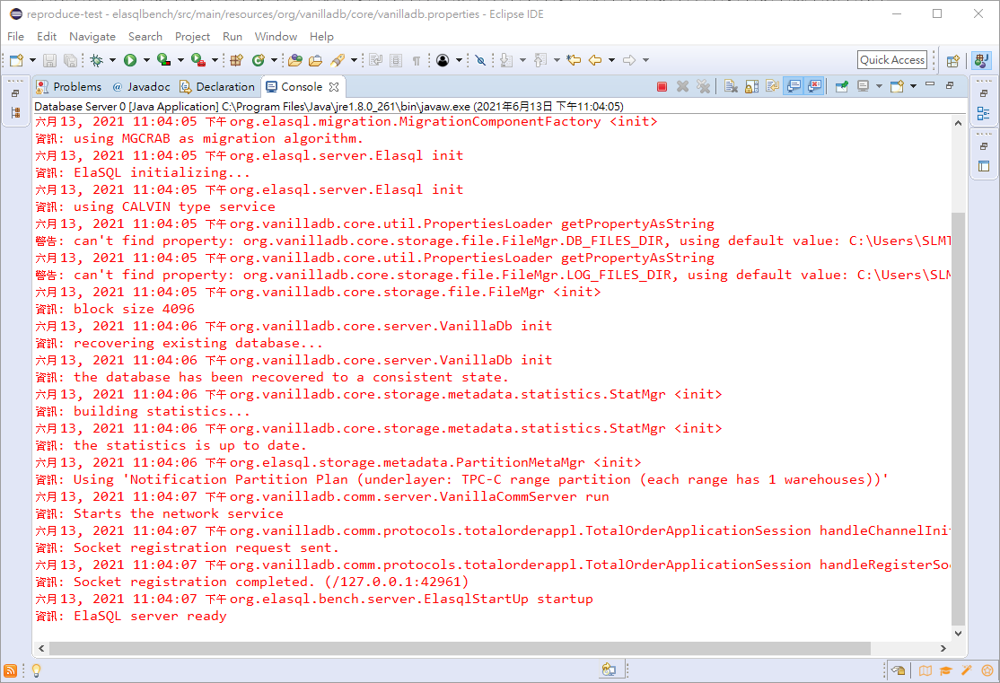 reproduce-test - elasqlbench/src/main/resources/org/vanilladb/core/vanilladb.properties - Eclipse IDE
File Edit Navigate Search Project Run Window Help
Quick Access
Problems @ Javadoc Declaration Console
Database Server 0 [Java Application] C:\Program Files\Java\jre1.8.0_261\bin\javaw.exe (2021年6月13日 下午11:04:05)
六月 13, 2021 11:04:05 下午 org.elasql.migration.MigrationComponentFactory <init>
資訊: using MGCRAB as migration algorithm.
六月 13, 2021 11:04:05 下午 org.elasql.server.Elasql init
資訊: ElaSQL initializing...
六月 13, 2021 11:04:05 下午 org.elasql.server.Elasql init
資訊: using CALVIN type service
六月 13, 2021 11:04:05 下午 org.vanilladb.core.util.PropertiesLoader getPropertyAsString
警告: can't find property: org.vanilladb.core.storage.file.FileMgr.DB_FILES_DIR, using default value: C:\Users\SLMT
六月 13, 2021 11:04:05 下午 org.vanilladb.core.util.PropertiesLoader getPropertyAsString
警告: can't find property: org.vanilladb.core.storage.file.FileMgr.LOG_FILES_DIR, using default value: C:\Users\SLM
六月 13, 2021 11:04:05 下午 org.vanilladb.core.storage.file.FileMgr <init>
資訊: block size 4096
六月 13, 2021 11:04:06 下午 org.vanilladb.core.server.VanillaDb init
資訊: recovering existing database...
六月 13, 2021 11:04:06 下午 org.vanilladb.core.server.VanillaDb init
資訊: the database has been recovered to a consistent state.
六月 13, 2021 11:04:06 下午 org.vanilladb.core.storage.metadata.statistics.StatMgr <init>
資訊: building statistics...
六月 13, 2021 11:04:06 下午 org.vanilladb.core.storage.metadata.statistics.StatMgr <init>
資訊: the statistics is up to date.
六月 13, 2021 11:04:06 下午 org.elasql.storage.metadata.PartitionMetaMgr <init>
資訊: Using 'Notification Partition Plan (underlayer: TPC-C range partition (each range has 1 warehouses))'
六月 13, 2021 11:04:07 下午 org.vanilladb.comm.server.VanillaCommServer run
資訊: Starts the network service
六月 13, 2021 11:04:07 下午 org.vanilladb.comm.protocols.totalorderappl.TotalOrderApplicationSession handleChannelInit
資訊: Socket registration request sent.
六月 13, 2021 11:04:07 下午 org.vanilladb.comm.protocols.totalorderappl.TotalOrderApplicationSession handleRegisterSoc
資訊: Socket registration completed. (/127.0.0.1:42961)
六月 13, 2021 11:04:07 下午 org.elasql.bench.server.ElasqlStartUp startup
資訊: ElaSQL server ready